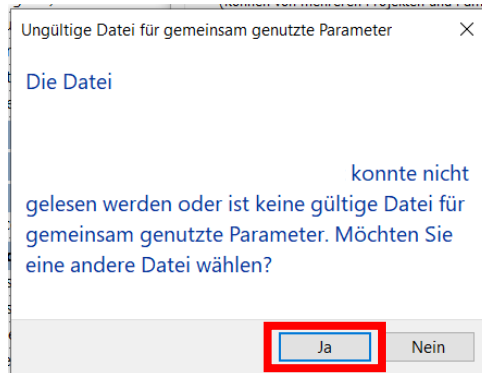 Ungültige Datei für gemeinsam genutzte Parameter
Die Datei
konnte nicht
gelesen werden oder ist keine gültige Datei für
gemeinsam genutzte Parameter. Möchten Sie
eine andere Datei wählen?
Ja
Nein